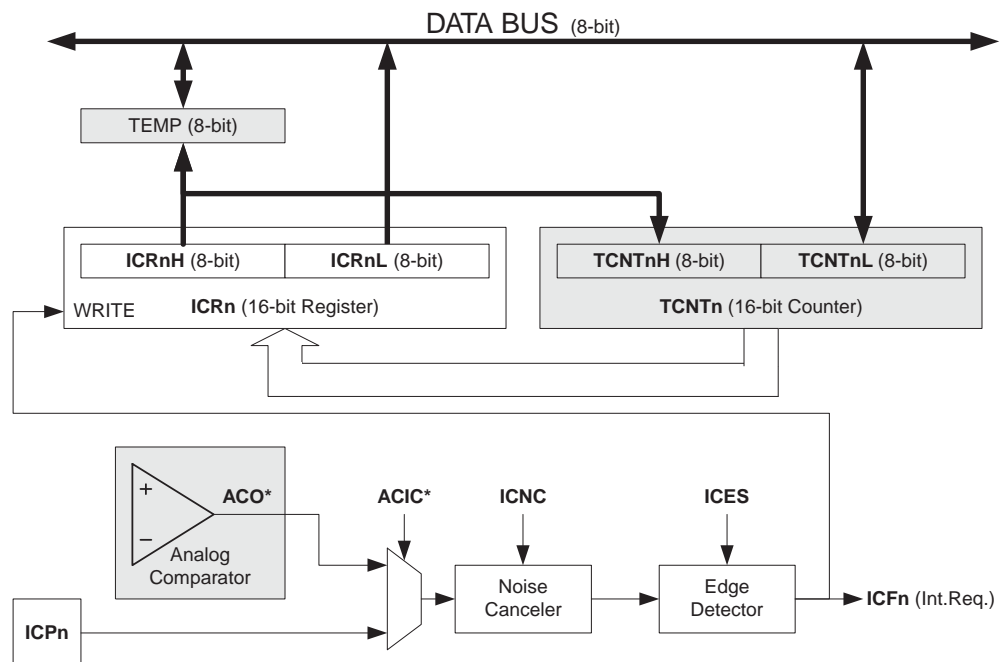 DATA BUS (8-bit)
TEMP (8-bit)
ICRnH (8-bit)
ICRnL (8-bit)
TCNTnH (8-bit)
TCNTnL (8-bit)
WRITE
ICRn (16-bit Register)
TCNTn (16-bit Counter)
+
−
ACO*
Analog
Comparator
ACIC*
ICNC
ICES
Noise
Canceler
Edge
Detector
ICFn (Int.Req.)
ICPn